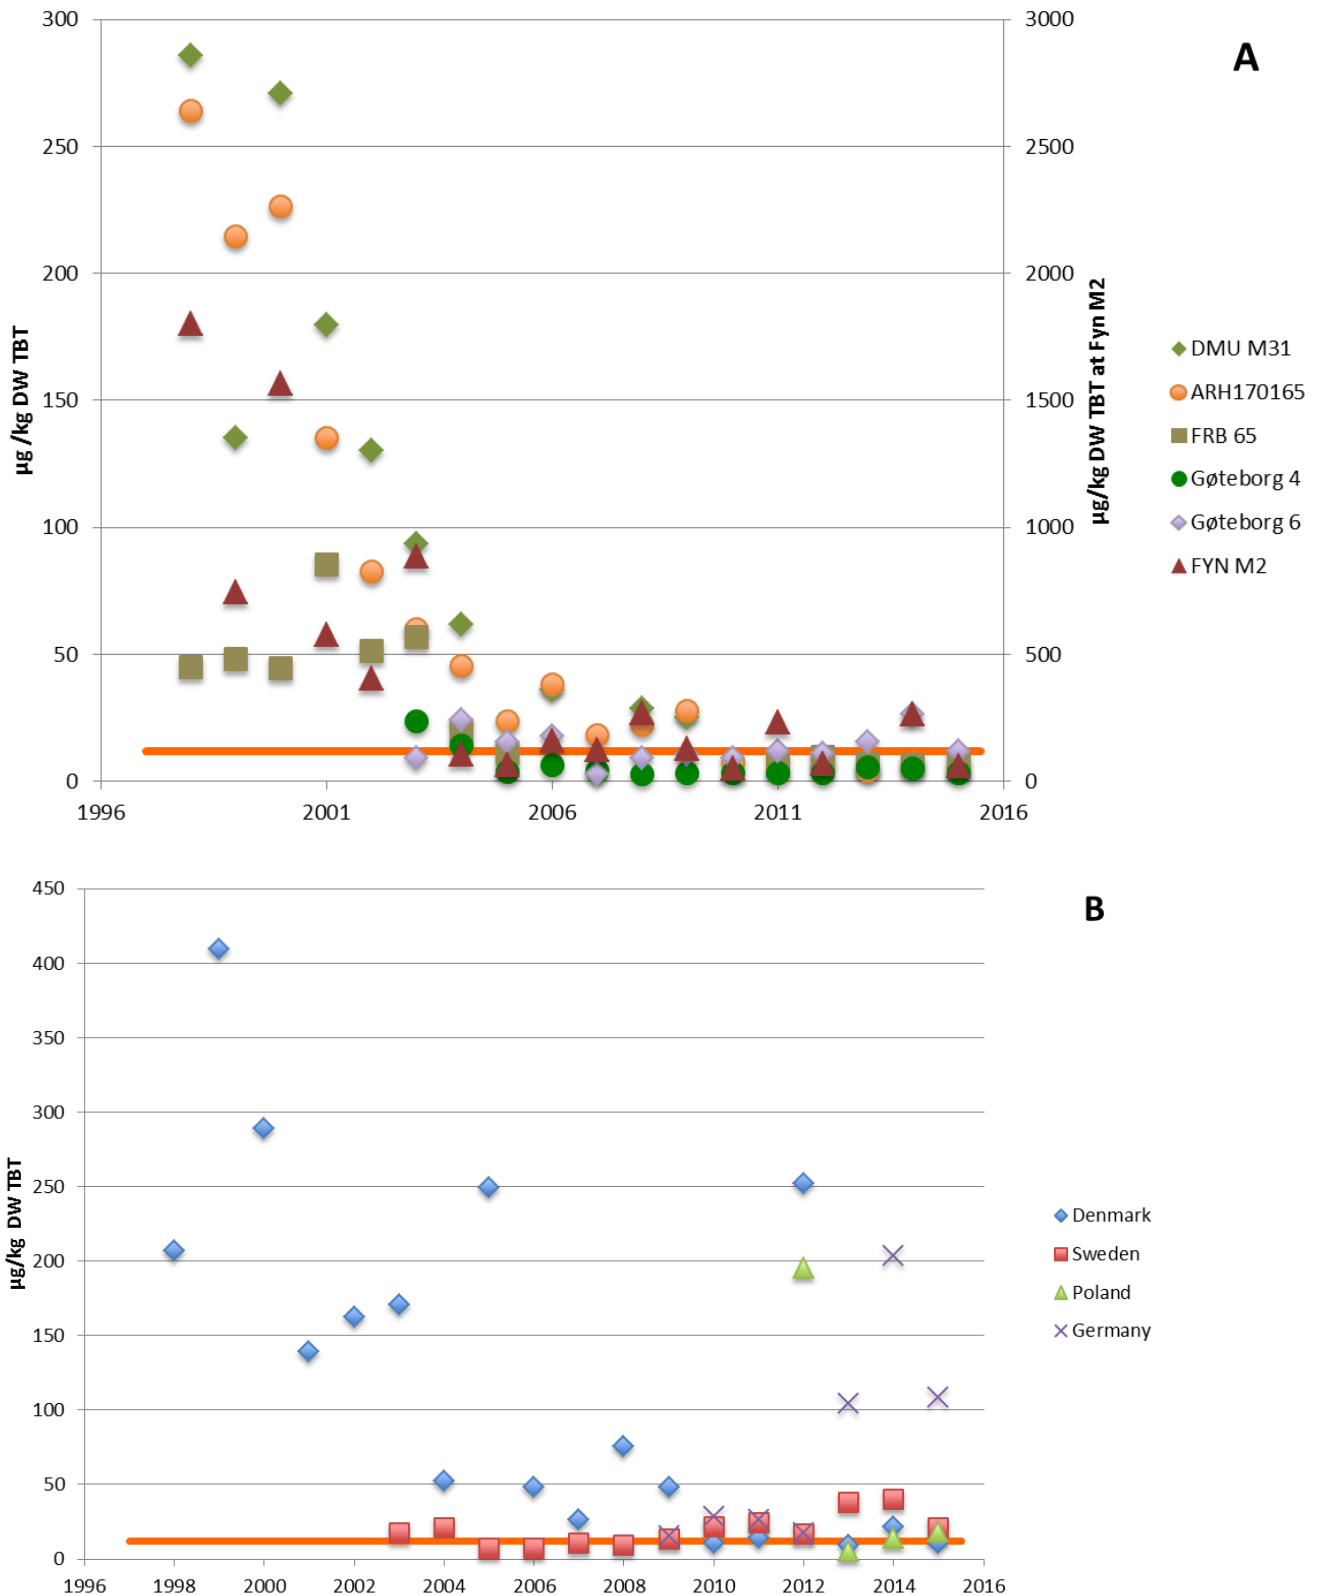 A
300
250
200
150
100
50
0
µg /kg DW TBT
3000
2500
2000
1500
1000
500
0
µg/kg DW TBT at Fyn M2
1996 2001 2006 2011 2016
DMU M31
ARH170165
FRB 65
Gøteborg 4
Gøteborg 6
FYN M2
B
450
400
350
300
250
200
150
100
50
0
µg/kg DW TBT
1996 1998 2000 2002 2004 2006 2008 2010 2012 2014 2016
Denmark
Sweden
Poland
Germany